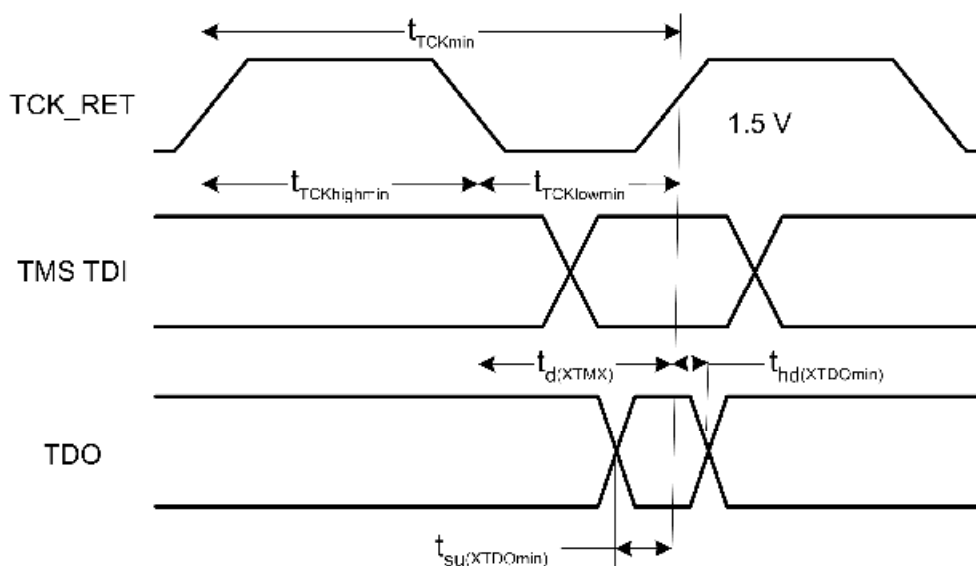 tTCKmin
TCK_RET
1.5 V
tTCKhighmin
tTCKlowmin
TMS TDI
td(XTMX)
thd(XTDOmin)
TDO
tsu(XTDOmin)